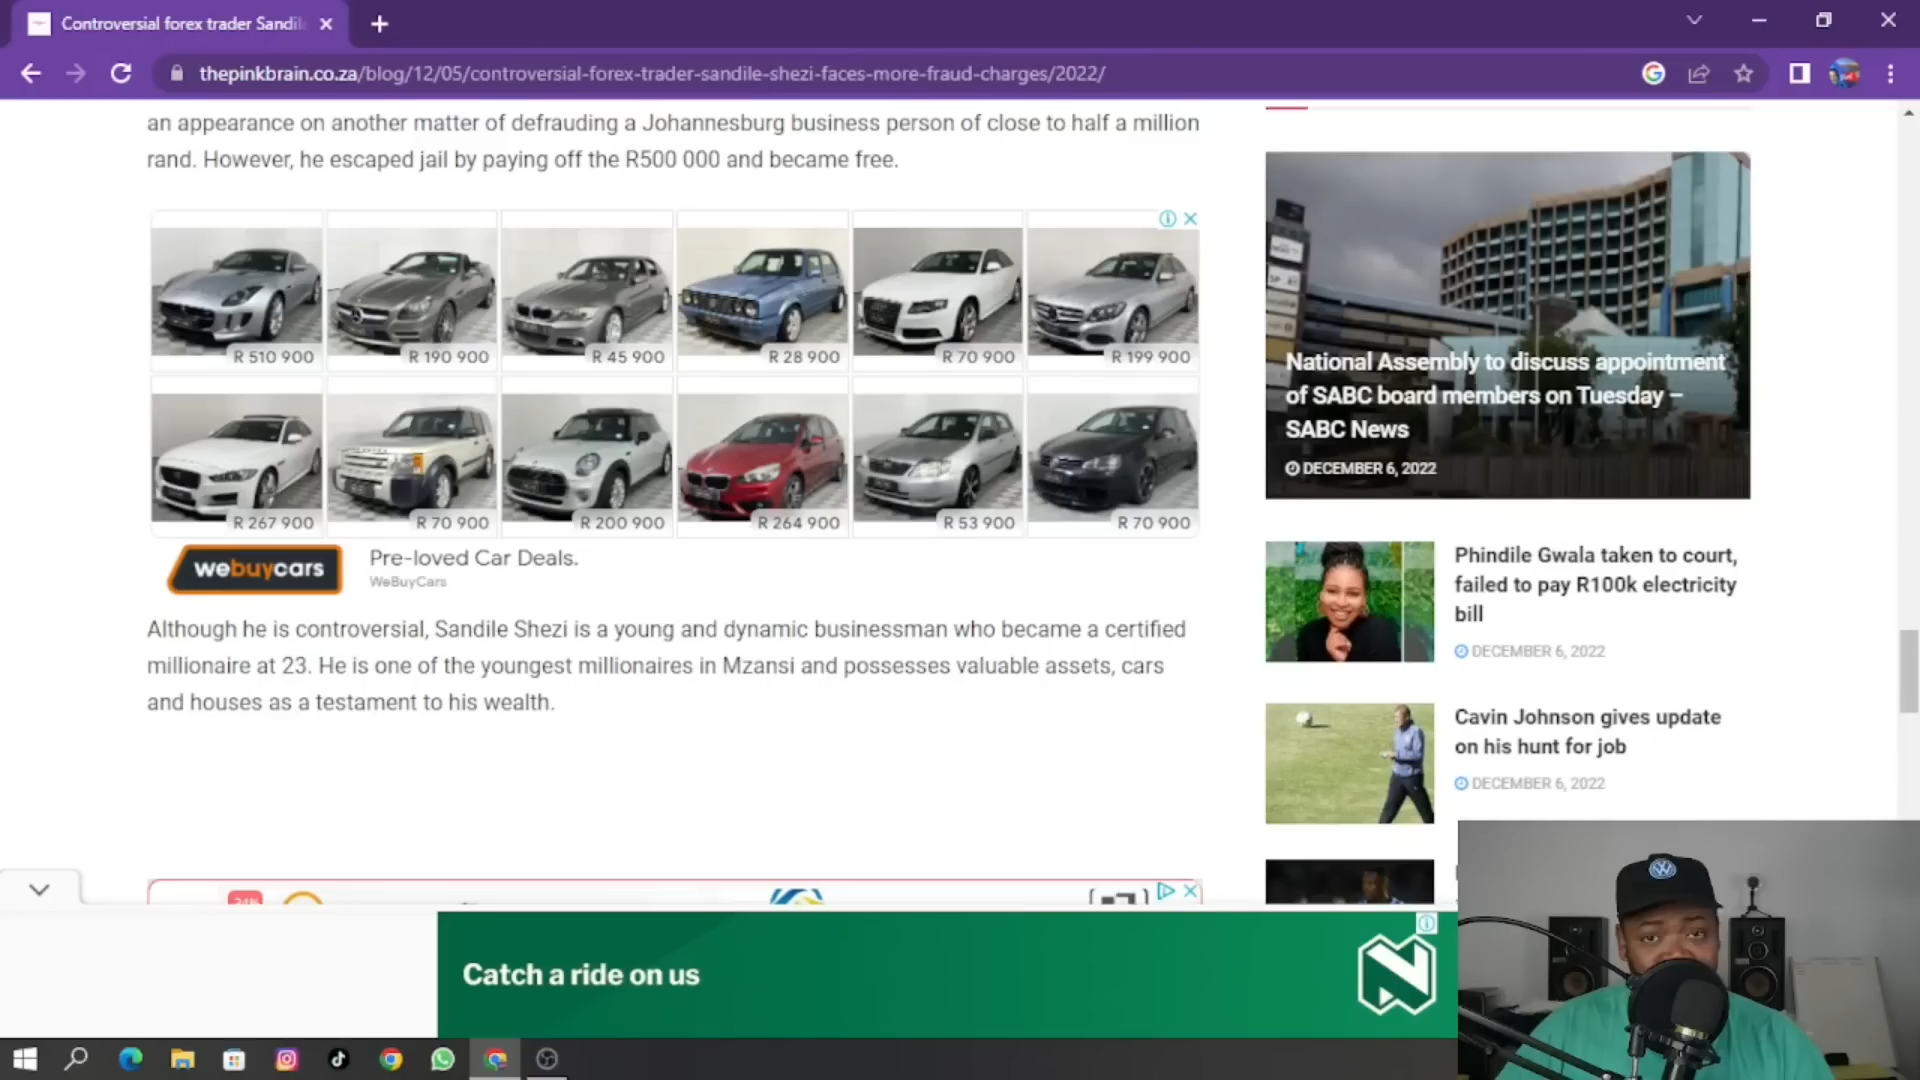 Controversial forex trader Sandil
thepinkbrain.co.za/blog/12/05/controversial-forex-trader-sandile-shezi-faces-more-fraud-charges/2022/
an appearance on another matter of defrauding a Johannesburg business person of close to half a million
rand. However, he escaped jail by paying off the R500 000 and became free.
R 510 900
R 190 900
R 45 900
R 28 900
R 70 900
R 199 900
R 267 900
R 70 900
R 200 900
R 264 900
R 53 900
R 70 900
webuycars
Pre-loved Car Deals.
WeBuyCars
Although he is controversial, Sandile Shezi is a young and dynamic businessman who became a certified
millionaire at 23. He is one of the youngest millionaires in Mzansi and possesses valuable assets, cars
and houses as a testament to his wealth.
National Assembly to discuss appointment
of SABC board members on Tuesday –
SABC News
DECEMBER 6, 2022
Phindile Gwala taken to court,
failed to pay R100k electricity
bill
DECEMBER 6, 2022
Cavin Johnson gives update
on his hunt for job
DECEMBER 6, 2022
Catch a ride on us